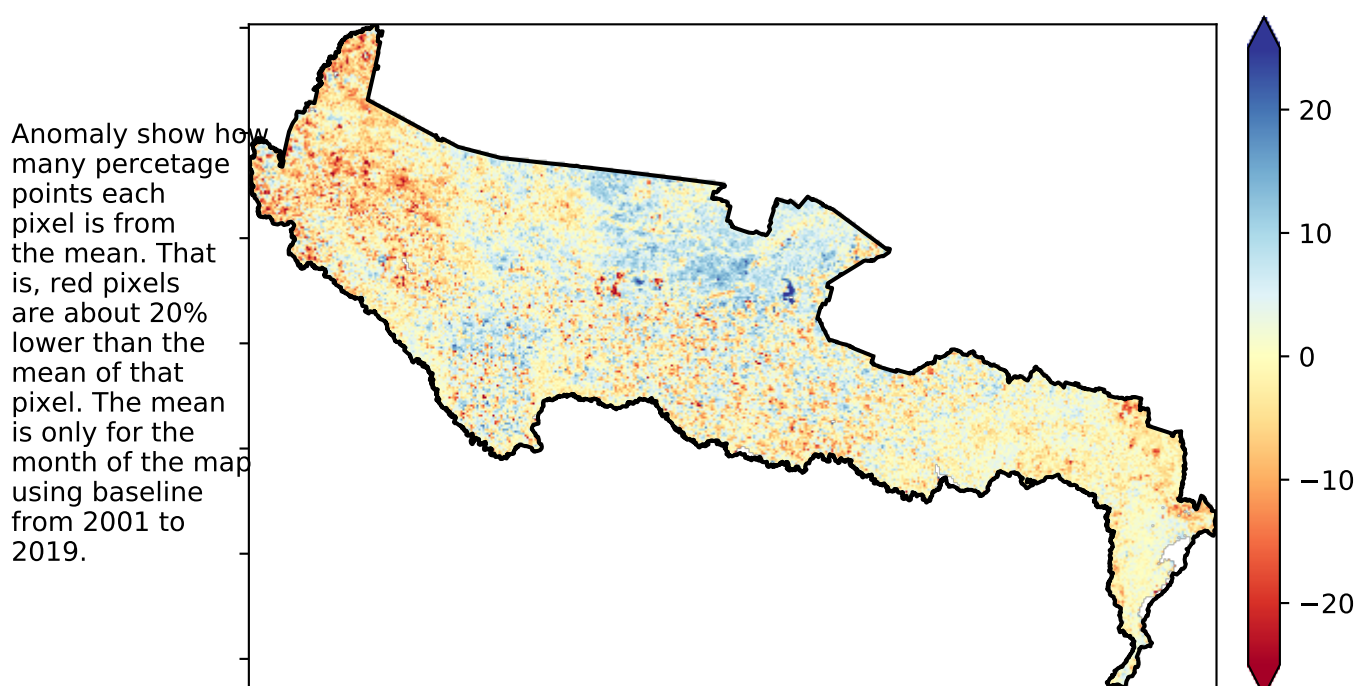 Anomaly show how
many percetage
points each
pixel is from
the mean. That
is, red pixels
are about 20%
lower than the
mean of that
pixel. The mean
is only for the
month of the map
using baseline
from 2001 to
2019.
20
10
0
−10
−20